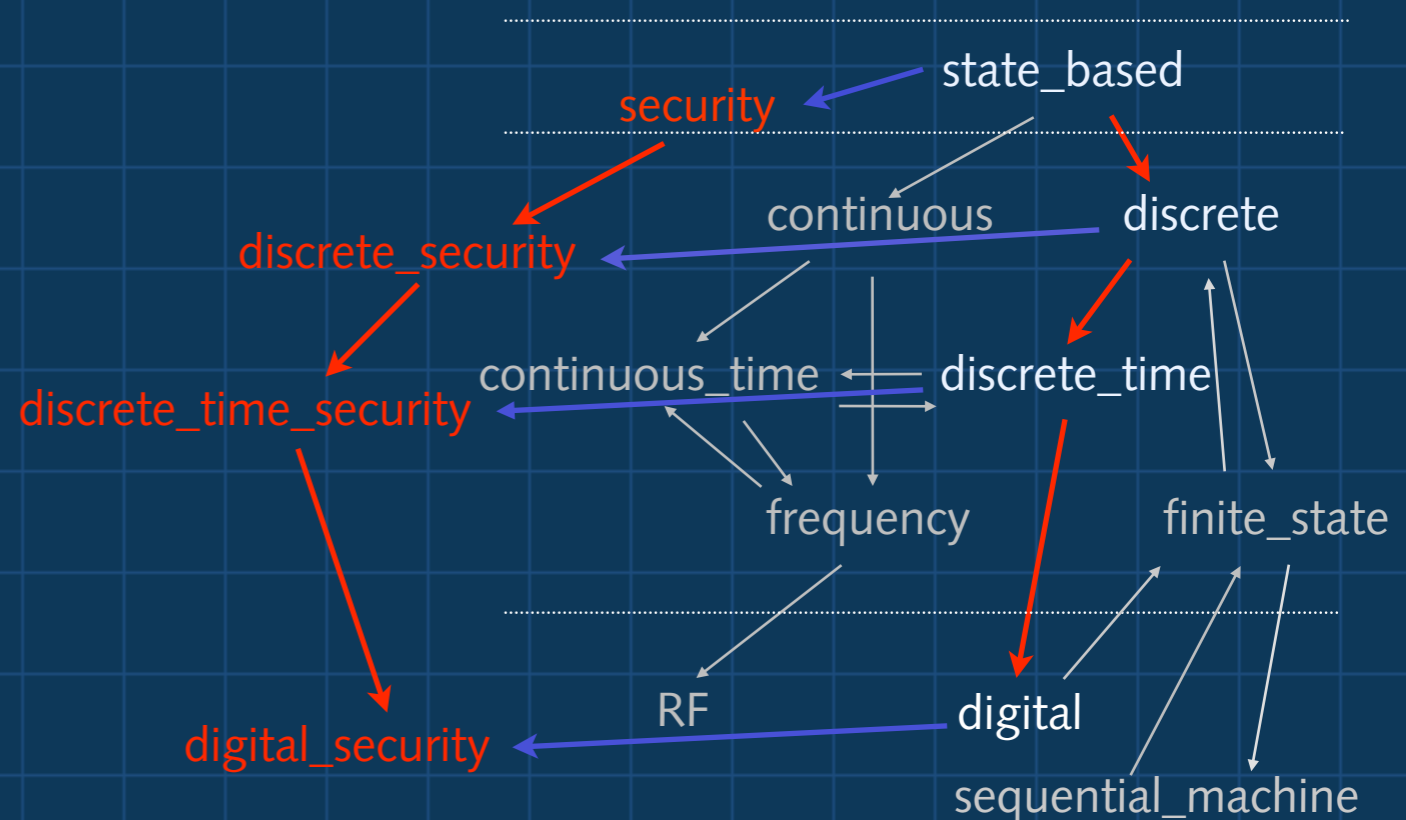 state_based
security
continuous
discrete
discrete_security
continuous_time
discrete_time
discrete_time_security
frequency
finite_state
RF
digital
digital_security
sequential_machine